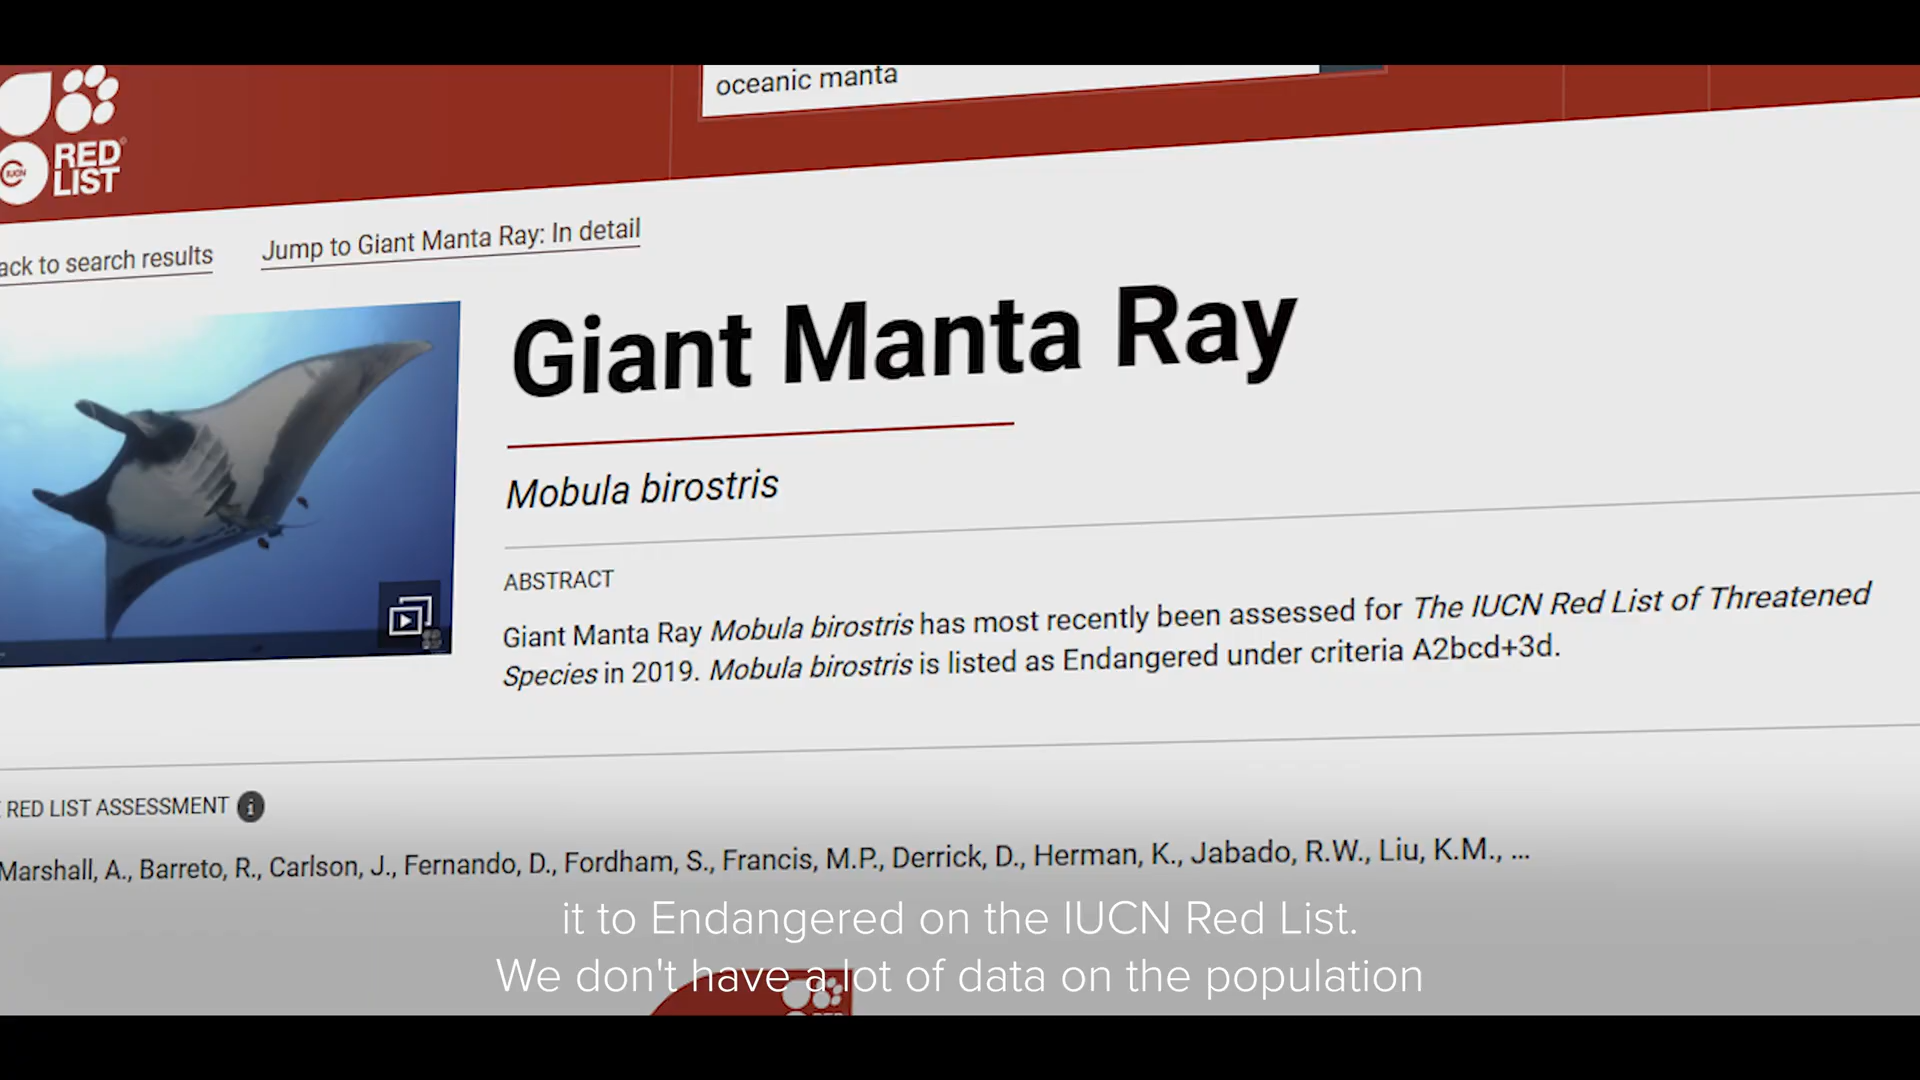 oceanic manta
RED
LIST
IUCN
ack to search results
Jump to Giant Manta Ray: In detail
Giant Manta Ray
Mobula birostris
ABSTRACT
Giant Manta Ray Mobula birostris has most recently been assessed for The IUCN Red List of Threatened
Species in 2019. Mobula birostris is listed as Endangered under criteria A2bcd+3d.
RED LIST ASSESSMENT
Marshall, A., Barreto, R., Carlson, J., Fernando, D., Fordham, S., Francis, M.P., Derrick, D., Herman, K., Jabado, R.W., Liu, K.M., ...
it to Endangered on the IUCN Red List.
We don't have a lot of data on the population